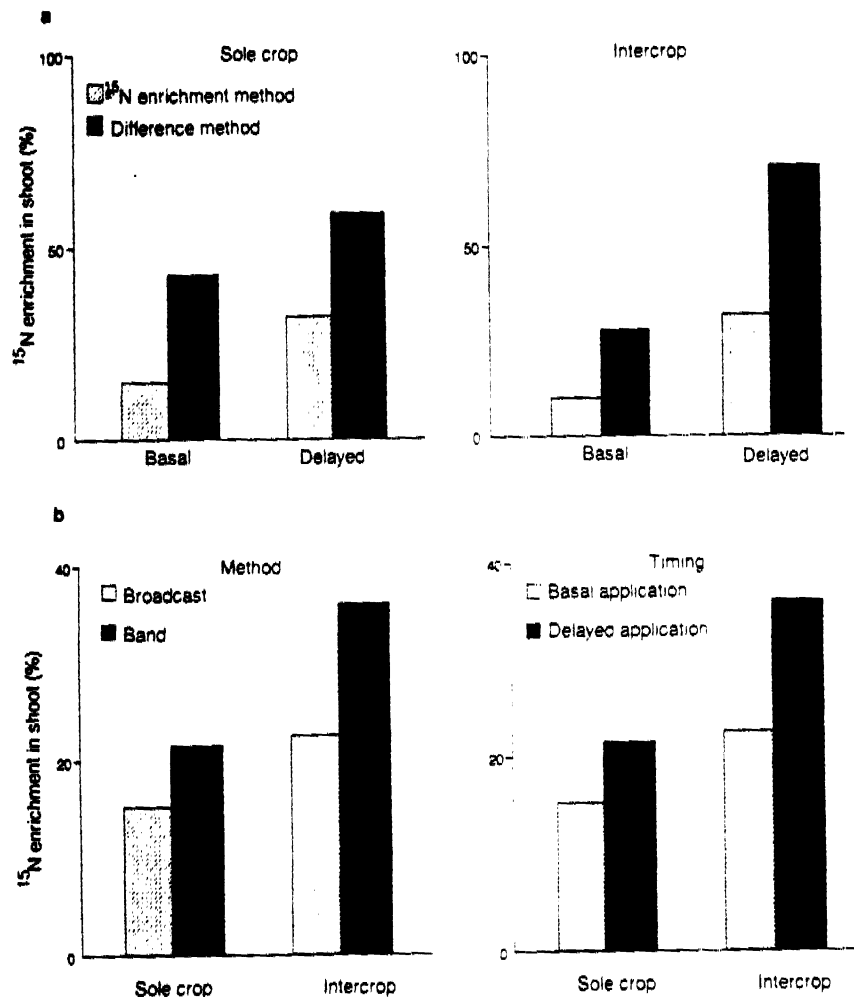 a
Sole crop
100
¹⁵N enrichment method
Difference method
50
0
¹⁵N enrichment in shoot (%)
Basal
Delayed
Intercrop
100
50
0
Basal
Delayed
b
Method
40
Broadcast
Band
20
0
¹⁵N enrichment in shoot (%)
Sole crop
Intercrop
Timing
40
Basal application
Delayed application
20
0
Sole crop
Intercrop